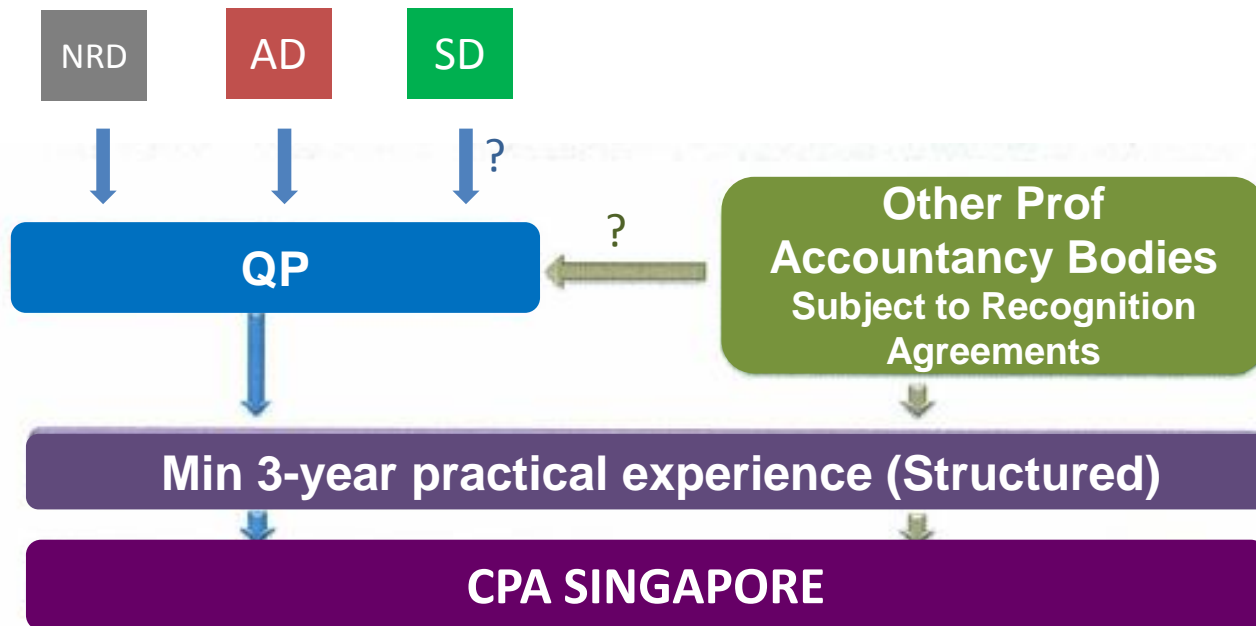 NRD
AD
SD
?
?
QP
Other Prof
Accountancy Bodies
Subject to Recognition
Agreements
Min 3-year practical experience (Structured)
CPA SINGAPORE